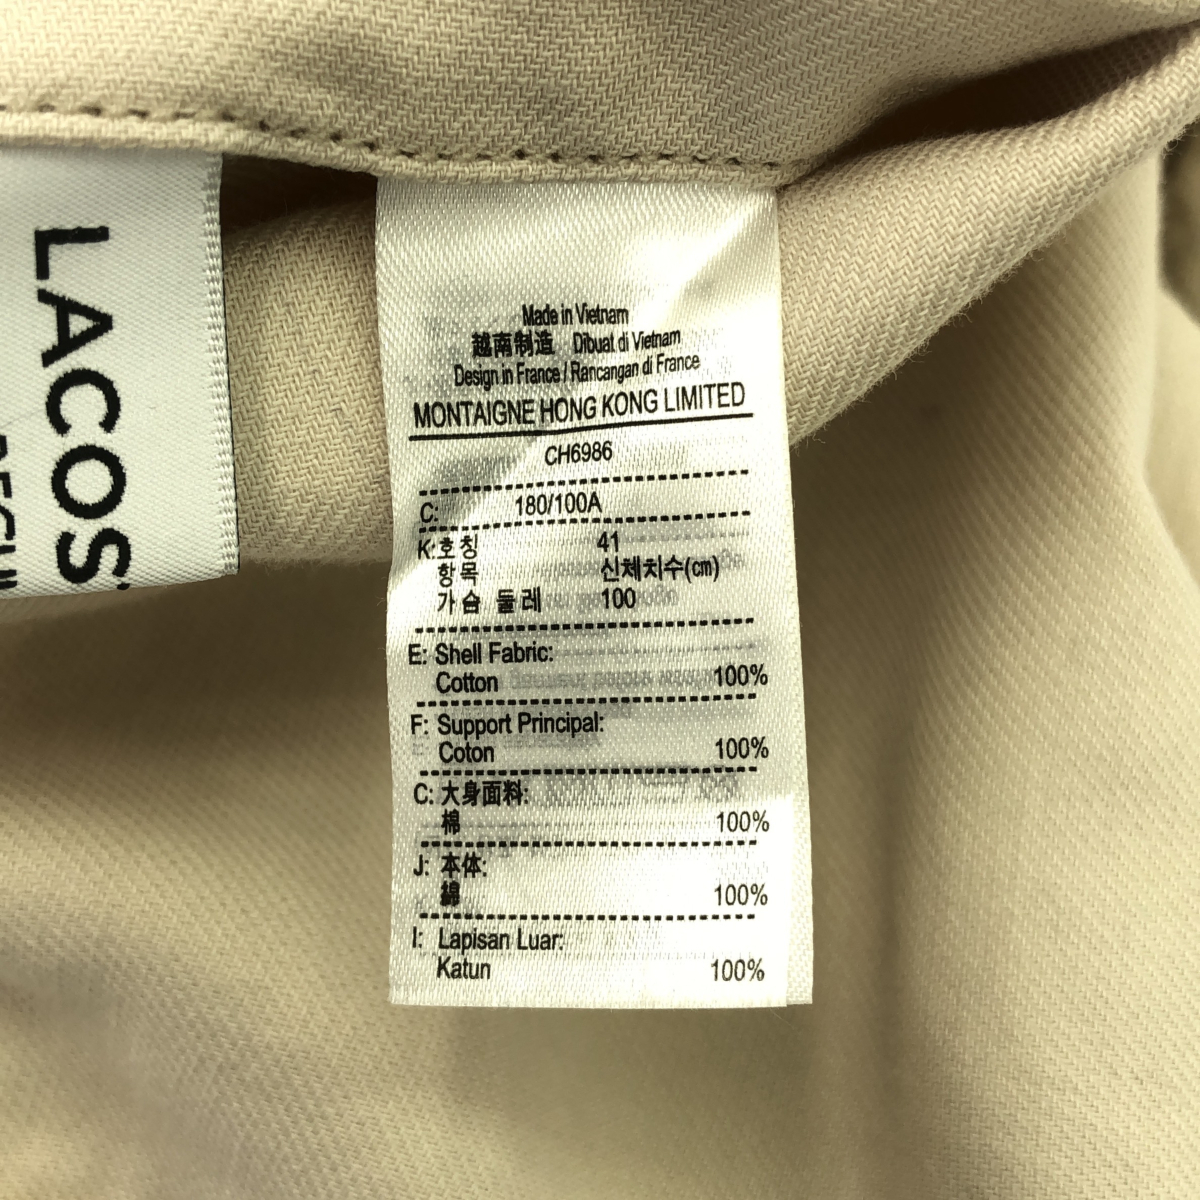 LACOS
Made in Vietnam
越南制造 Dibuat di Vietnam
Design in France / Rancangan di France
MONTAIGNE HONG KONG LIMITED
CH6986
C: 180/100A
K: 호칭 41
항목 신체치수(cm)
가슴 둘레 100
E: Shell Fabric:
Cotton 100%
F: Support Principal:
Coton 100%
C: 大身面料:
棉 100%
J: 本体:
綿 100%
I: Lapisan Luar:
Katun 100%